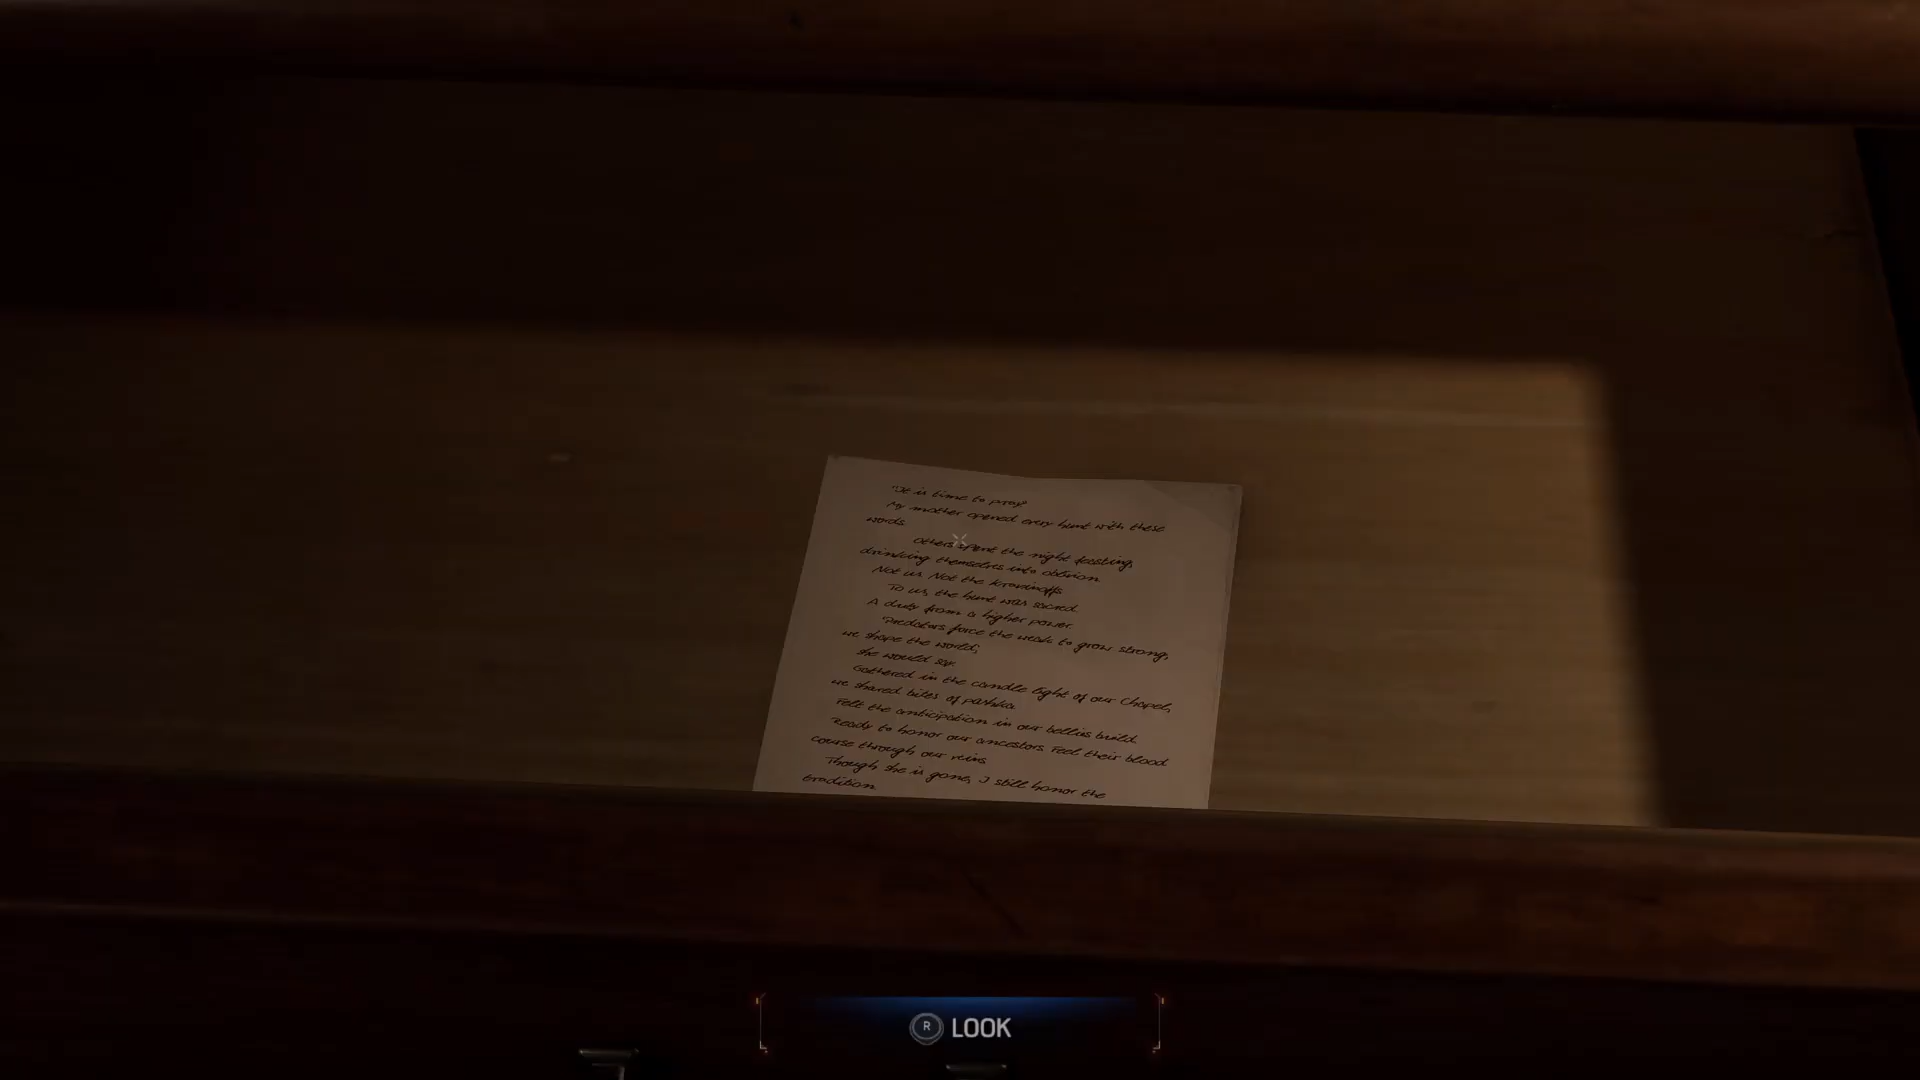 "It is time to pray."
My mother opened every hunt with these
words.
Others spent the night feasting,
drinking themselves into oblivion.
Not us. Not the Kravinoffs.
To us, the hunt was sacred.
A duty from a higher power.
"Predators force the weak to grow strong,
we shape the world,"
she would say.
Gathered in the candle light of our Chapel,
we shared bites of pashka.
Felt the anticipation in our bellies build.
Ready to honor our ancestors. Feel their blood
course through our veins.
Though she is gone, I still honor the
tradition.
R LOOK